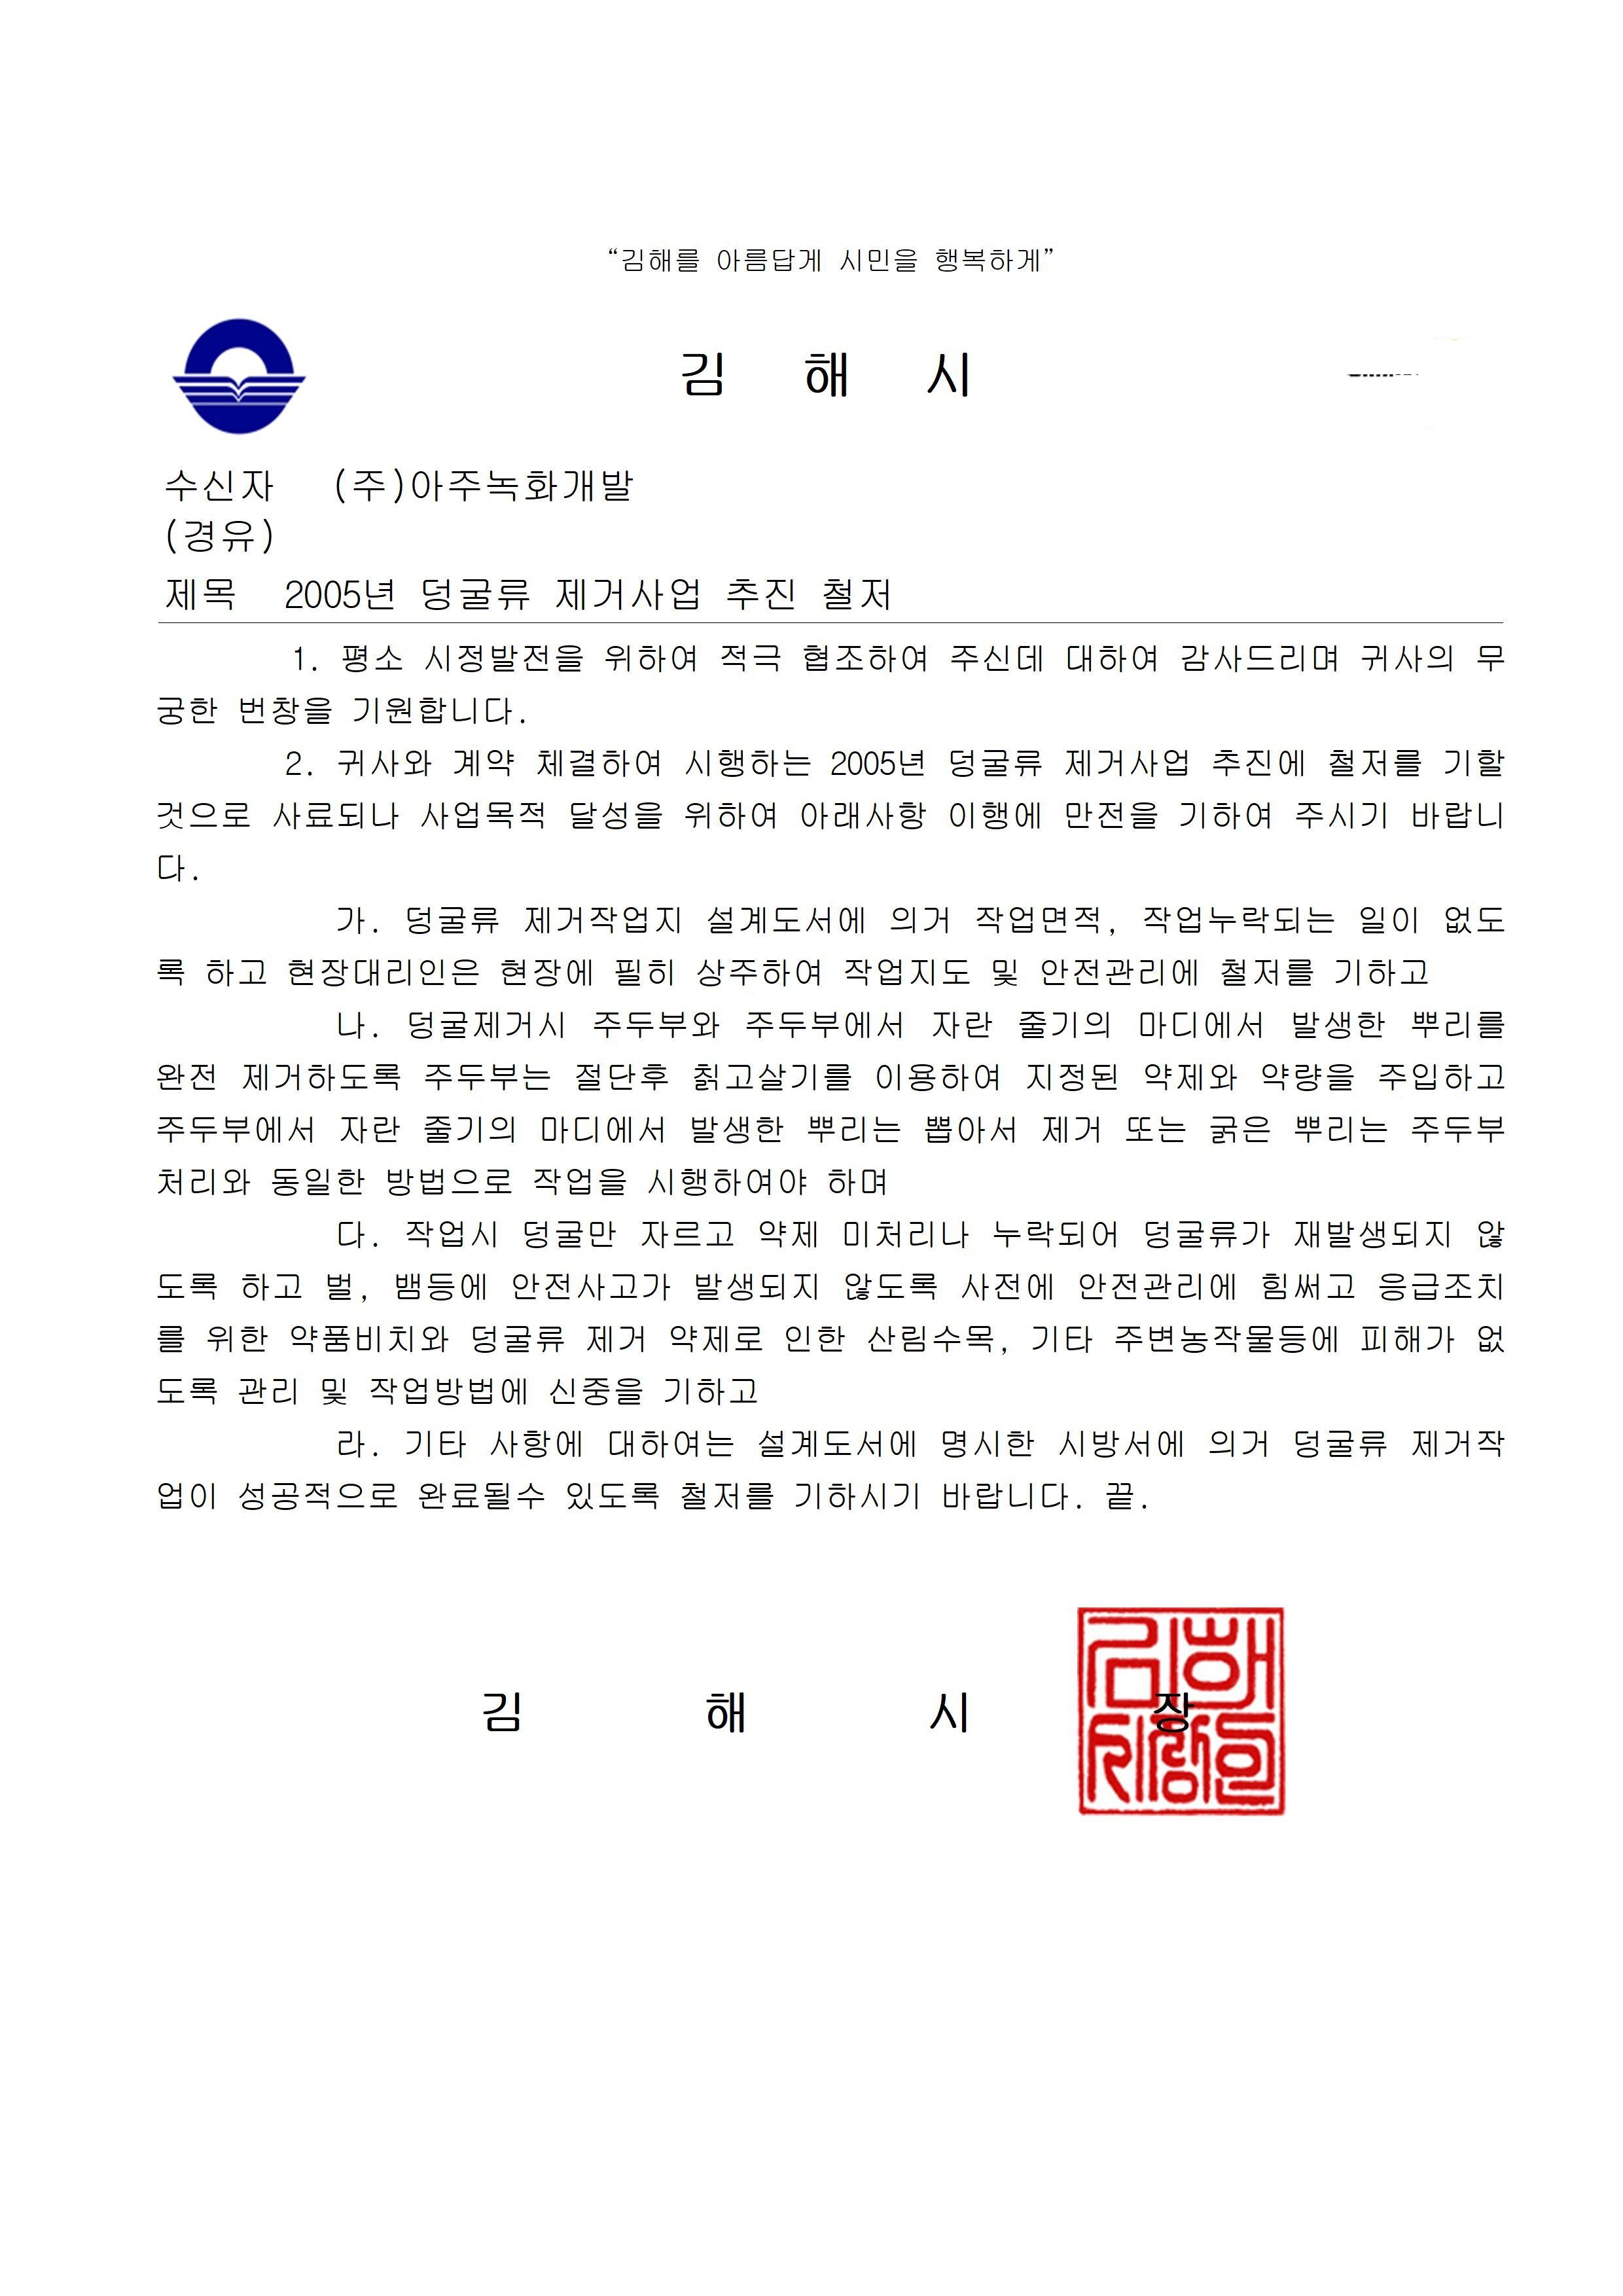 “김해를 아름답게 시민을 행복하게”
김 해 시
수신자 (주)아주녹화개발
(경유)
제목 2005년 덩굴류 제거사업 추진 철저
1. 평소 시정발전을 위하여 적극 협조하여 주신데 대하여 감사드리며 귀사의 무
궁한 번창을 기원합니다.
2. 귀사와 계약 체결하여 시행하는 2005년 덩굴류 제거사업 추진에 철저를 기할
것으로 사료되나 사업목적 달성을 위하여 아래사항 이행에 만전을 기하여 주시기 바랍니
다.
가. 덩굴류 제거작업지 설계도서에 의거 작업면적, 작업누락되는 일이 없도
록 하고 현장대리인은 현장에 필히 상주하여 작업지도 및 안전관리에 철저를 기하고
나. 덩굴제거시 주두부와 주두부에서 자란 줄기의 마디에서 발생한 뿌리를
완전 제거하도록 주두부는 절단후 칡고살기를 이용하여 지정된 약제와 약량을 주입하고
주두부에서 자란 줄기의 마디에서 발생한 뿌리는 뽑아서 제거 또는 굵은 뿌리는 주두부
처리와 동일한 방법으로 작업을 시행하여야 하며
다. 작업시 덩굴만 자르고 약제 미처리나 누락되어 덩굴류가 재발생되지 않
도록 하고 벌, 뱀등에 안전사고가 발생되지 않도록 사전에 안전관리에 힘써고 응급조치
를 위한 약품비치와 덩굴류 제거 약제로 인한 산림수목, 기타 주변농작물등에 피해가 없
도록 관리 및 작업방법에 신중을 기하고
라. 기타 사항에 대하여는 설계도서에 명시한 시방서에 의거 덩굴류 제거작
업이 성공적으로 완료될수 있도록 철저를 기하시기 바랍니다. 끝.
김 해 시 장
김해
시장인